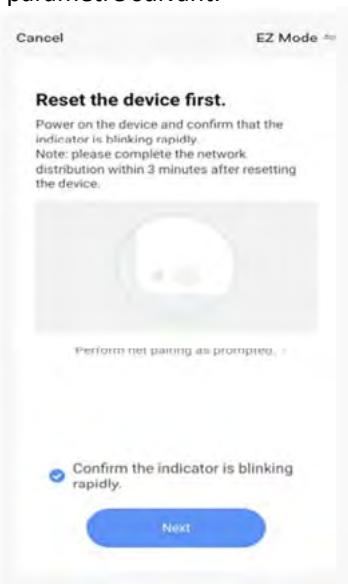 paramètre suivant:
Cancel
EZ Mode
Reset the device first.
Power on the device and confirm that the
indicator is blinking rapidly.
Note: please complete the network
distribution within 3 minutes after resetting
the device.
Perform net pairing as prompted.
Confirm the indicator is blinking
rapidly.
Next